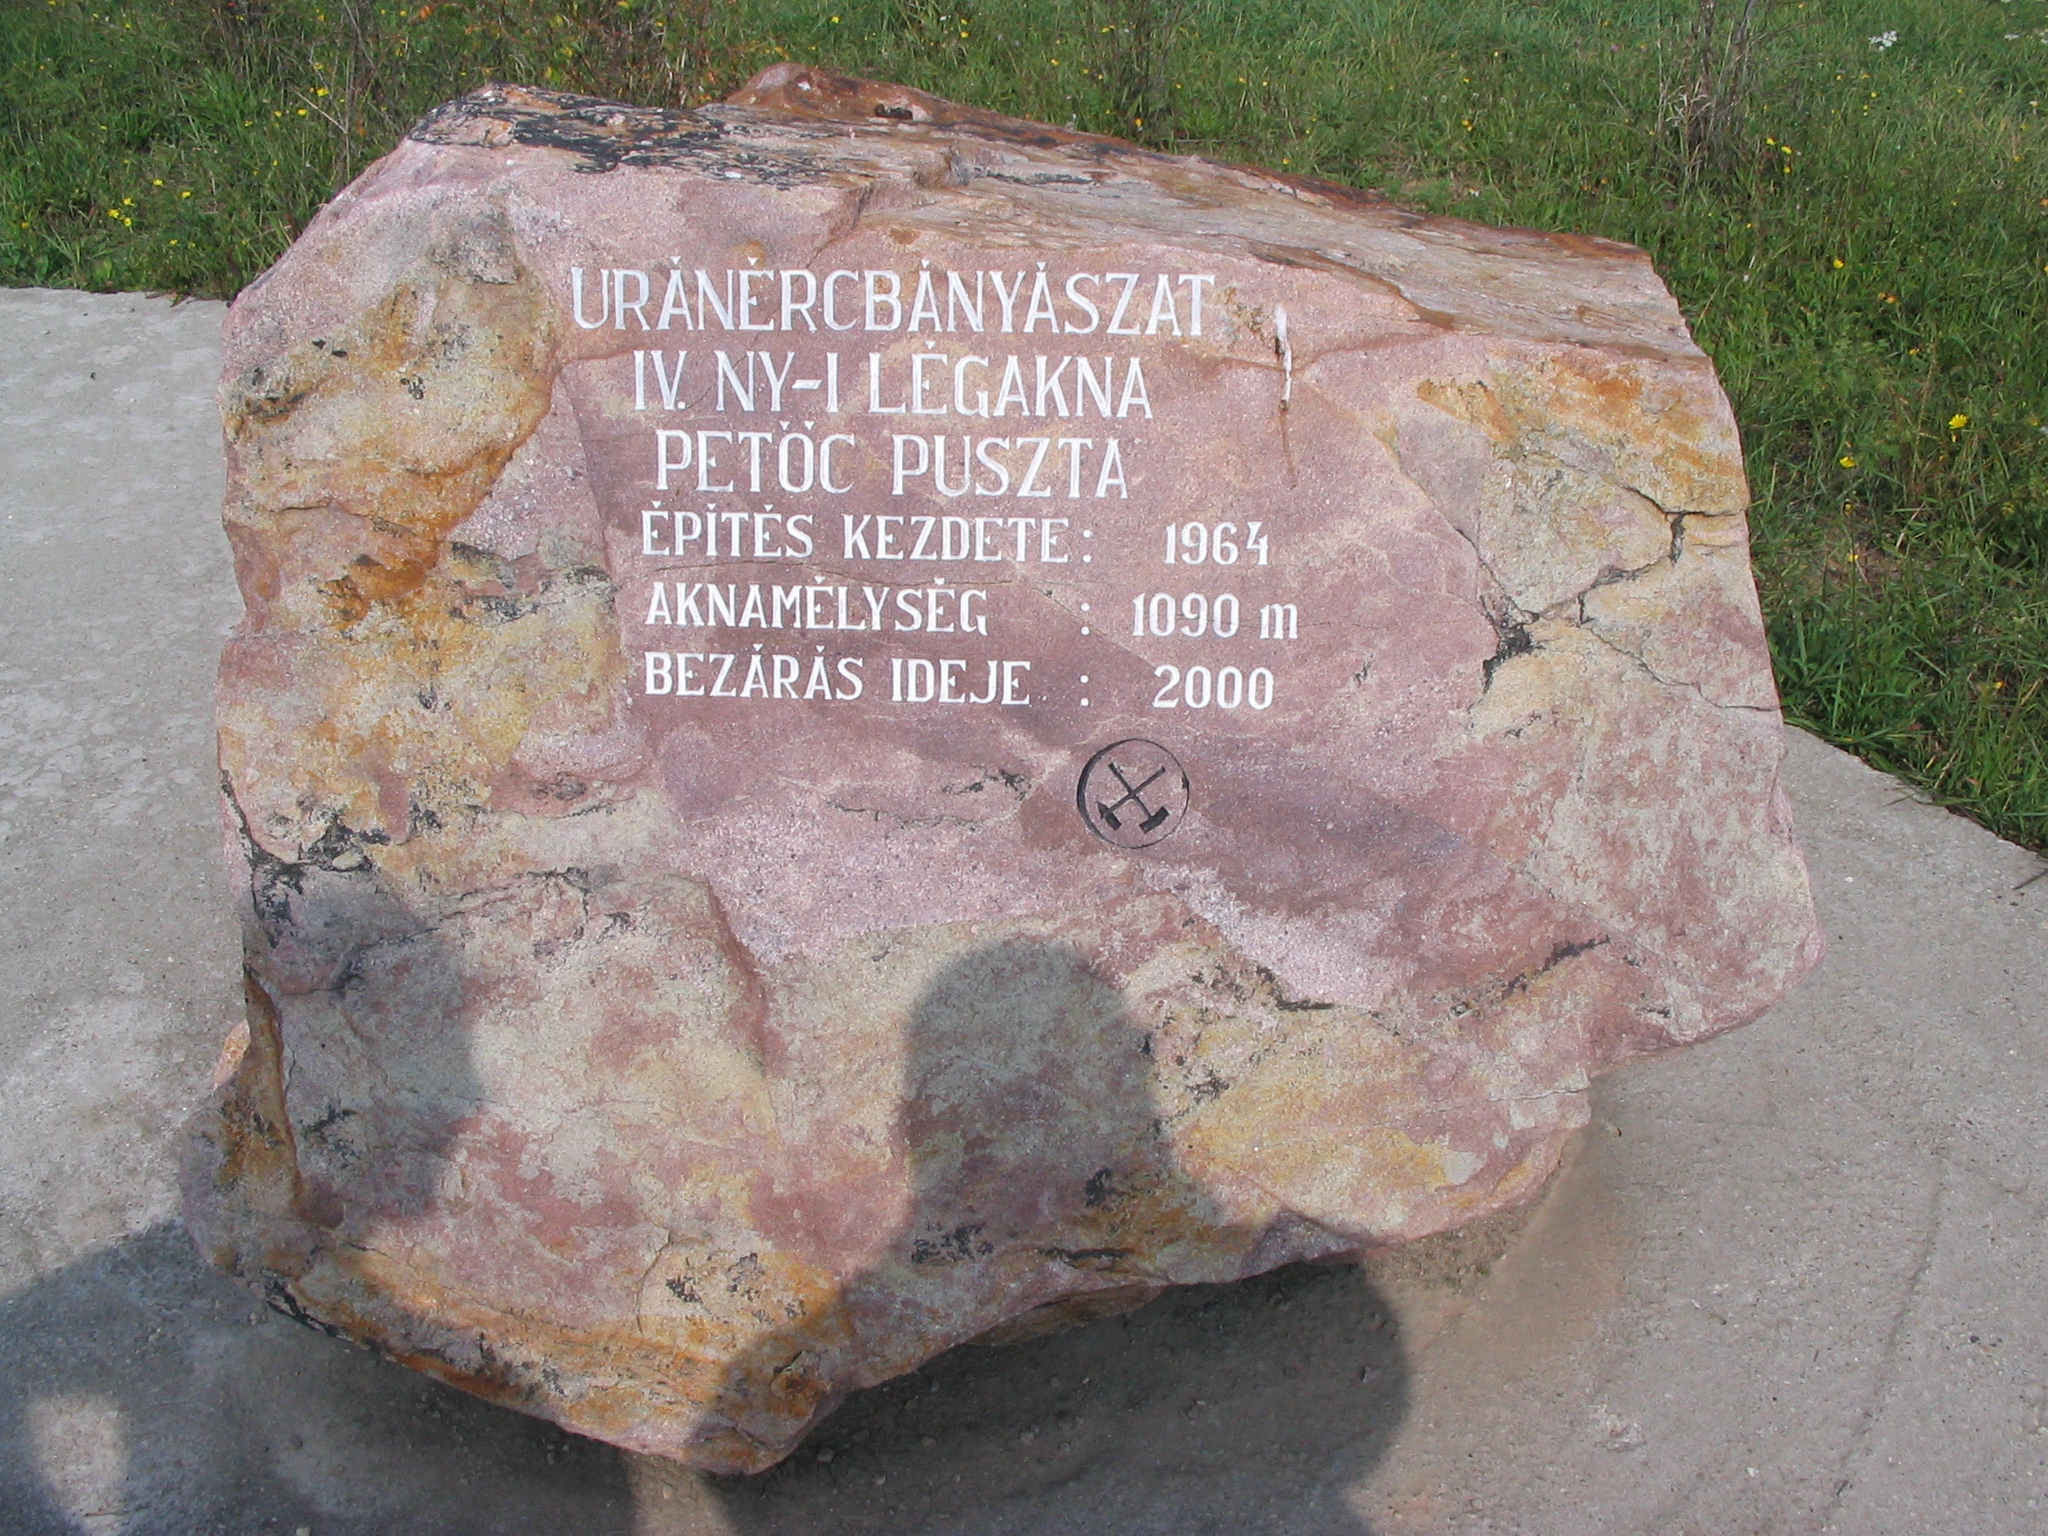 URÁNÉRCBÁNYÁSZAT
IV. NY-I LÉGAKNA
PETŐC PUSZTA
ÉPÍTÉS KEZDETE: 1964
AKNAMÉLYSÉG : 1090 m
BEZÁRÁS IDEJE : 2000